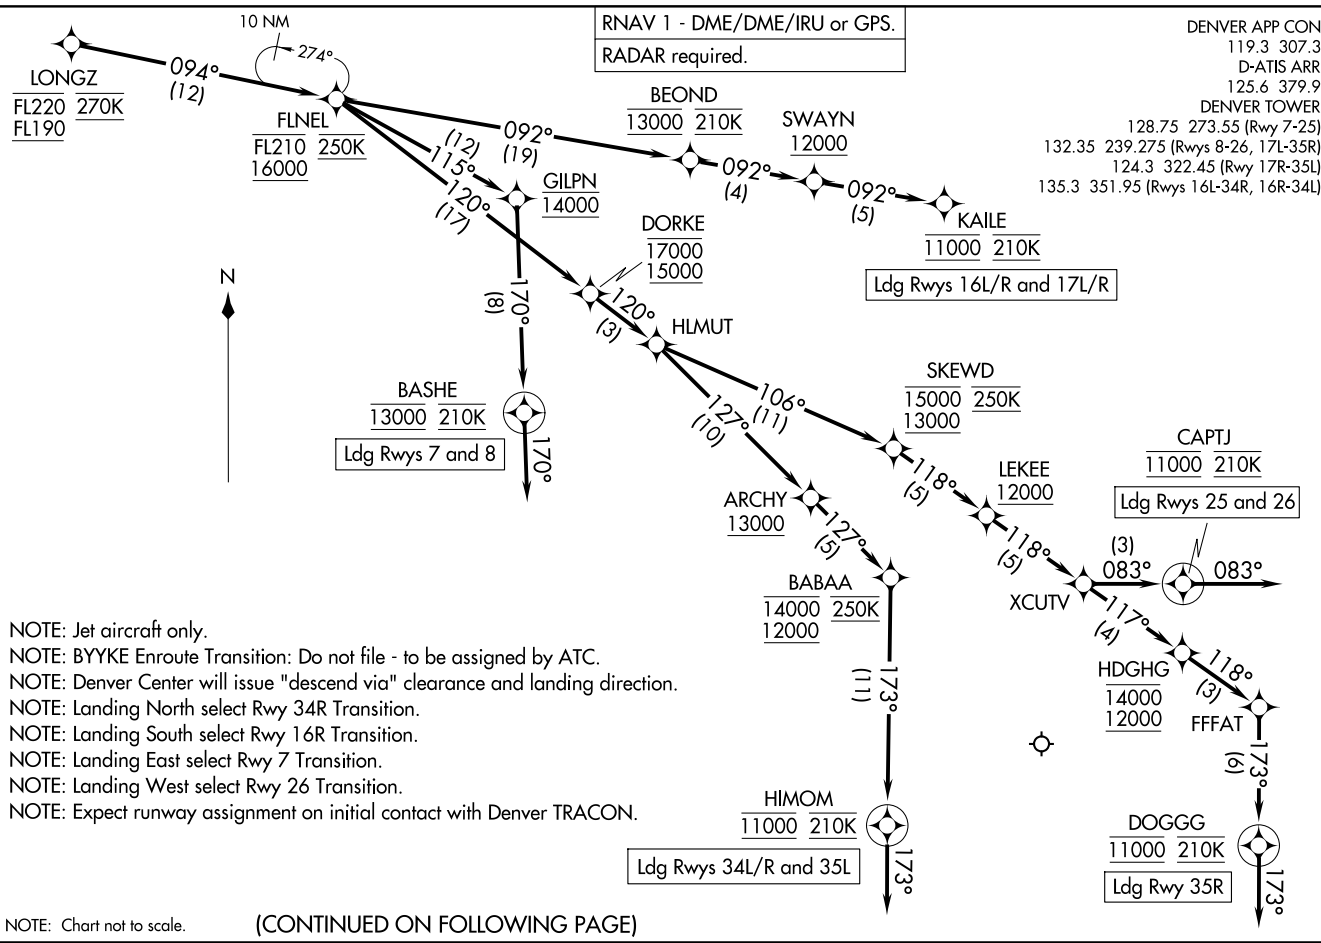 10 NM
274°
RNAV 1 - DME/DME/IRU or GPS.
RADAR required.
DENVER APP CON
119.3 307.3
D-ATIS ARR
125.6 379.9
DENVER TOWER
128.75 273.55 (Rwy 7-25)
132.35 239.275 (Rwys 8-26, 17L-35R)
124.3 322.45 (Rwy 17R-35L)
135.3 351.95 (Rwys 16L-34R, 16R-34L)
LONGZ
FL220 270K
FL190
094°
(12)
FLNEL
FL210 250K
16000
092°
(19)
BEOND
13000 210K
092°
(4)
SWAYN
12000
092°
(5)
KAILE
11000 210K
Ldg Rwys 16L/R and 17L/R
(12)
115°
GILPN
14000
120°
(17)
DORKE
17000
15000
N
170°
(8)
120°
(3)
HLMUT
BASHE
13000 210K
Ldg Rwys 7 and 8
170°
106°
(11)
127°
(10)
SKEWD
15000 250K
13000
118°
(5)
LEKEE
12000
CAPTJ
11000 210K
Ldg Rwys 25 and 26
ARCHY
13000
127°
(5)
118°
(5)
(3)
083°
083°
BABAA
14000 250K
12000
XCUTV
117°
(4)
HDGHG
14000
12000
118°
(3)
FFFAT
173°
(11)
173°
(6)
NOTE: Jet aircraft only.
NOTE: BYYKE Enroute Transition: Do not file - to be assigned by ATC.
NOTE: Denver Center will issue "descend via" clearance and landing direction.
NOTE: Landing North select Rwy 34R Transition.
NOTE: Landing South select Rwy 16R Transition.
NOTE: Landing East select Rwy 7 Transition.
NOTE: Landing West select Rwy 26 Transition.
NOTE: Expect runway assignment on initial contact with Denver TRACON.
HIMOM
11000 210K
Ldg Rwys 34L/R and 35L
173°
DOGGG
11000 210K
Ldg Rwy 35R
173°
NOTE: Chart not to scale.
(CONTINUED ON FOLLOWING PAGE)